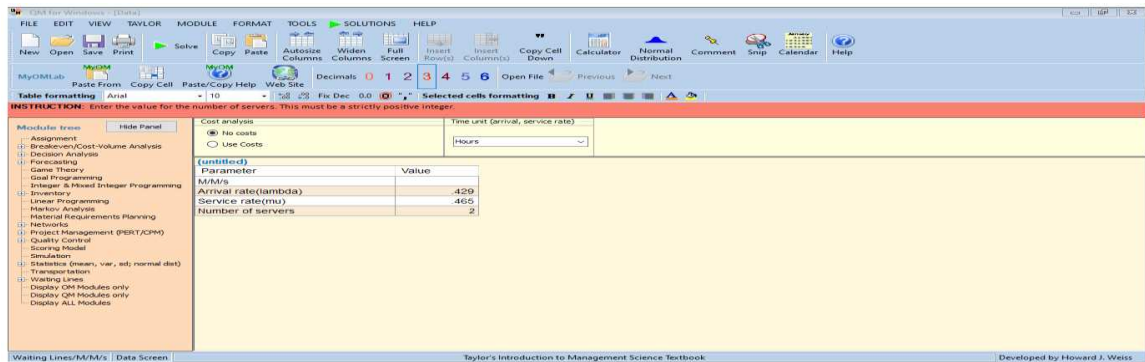 QM for Windows - [Data]
FILE EDIT VIEW TAYLOR MODULE FORMAT TOOLS SOLUTIONS HELP
New Open Save Print Solve Copy Paste Autosize Columns Widen Columns Full Screen Insert Row(s) Insert Column(s) Copy Cell Down Calculator Normal Distribution Comment Snip Calendar Help
MyOMLab MyOM Paste From Copy Cell MyOM Paste/Copy Help Web Site Decimals 0 1 2 3 4 5 6 Open File Previous Next
Table formatting Arial 10 Fix Dec 0.0 "," Selected cells formatting B I U A
INSTRUCTION: Enter the value for the number of servers. This must be a strictly positive integer.
Module tree Hide Panel
Assignment
Breakeven/Cost-Volume Analysis
Decision Analysis
Forecasting
Game Theory
Goal Programming
Integer & Mixed Integer Programming
Inventory
Linear Programming
Markov Analysis
Material Requirements Planning
Networks
Project Management (PERT/CPM)
Quality Control
Scoring Model
Simulation
Statistics (mean, var, sd; normal dist)
Transportation
Waiting Lines
Display OM Modules only
Display QM Modules only
Display ALL Modules
Cost analysis
No costs
Use Costs
Time unit (arrival, service rate)
Hours
(untitled)
Parameter Value
M/M/s
Arrival rate(lambda) .429
Service rate(mu) .465
Number of servers 2
Waiting Lines/M/M/s Data Screen Taylor's Introduction to Management Science Textbook Developed by Howard J. Weiss